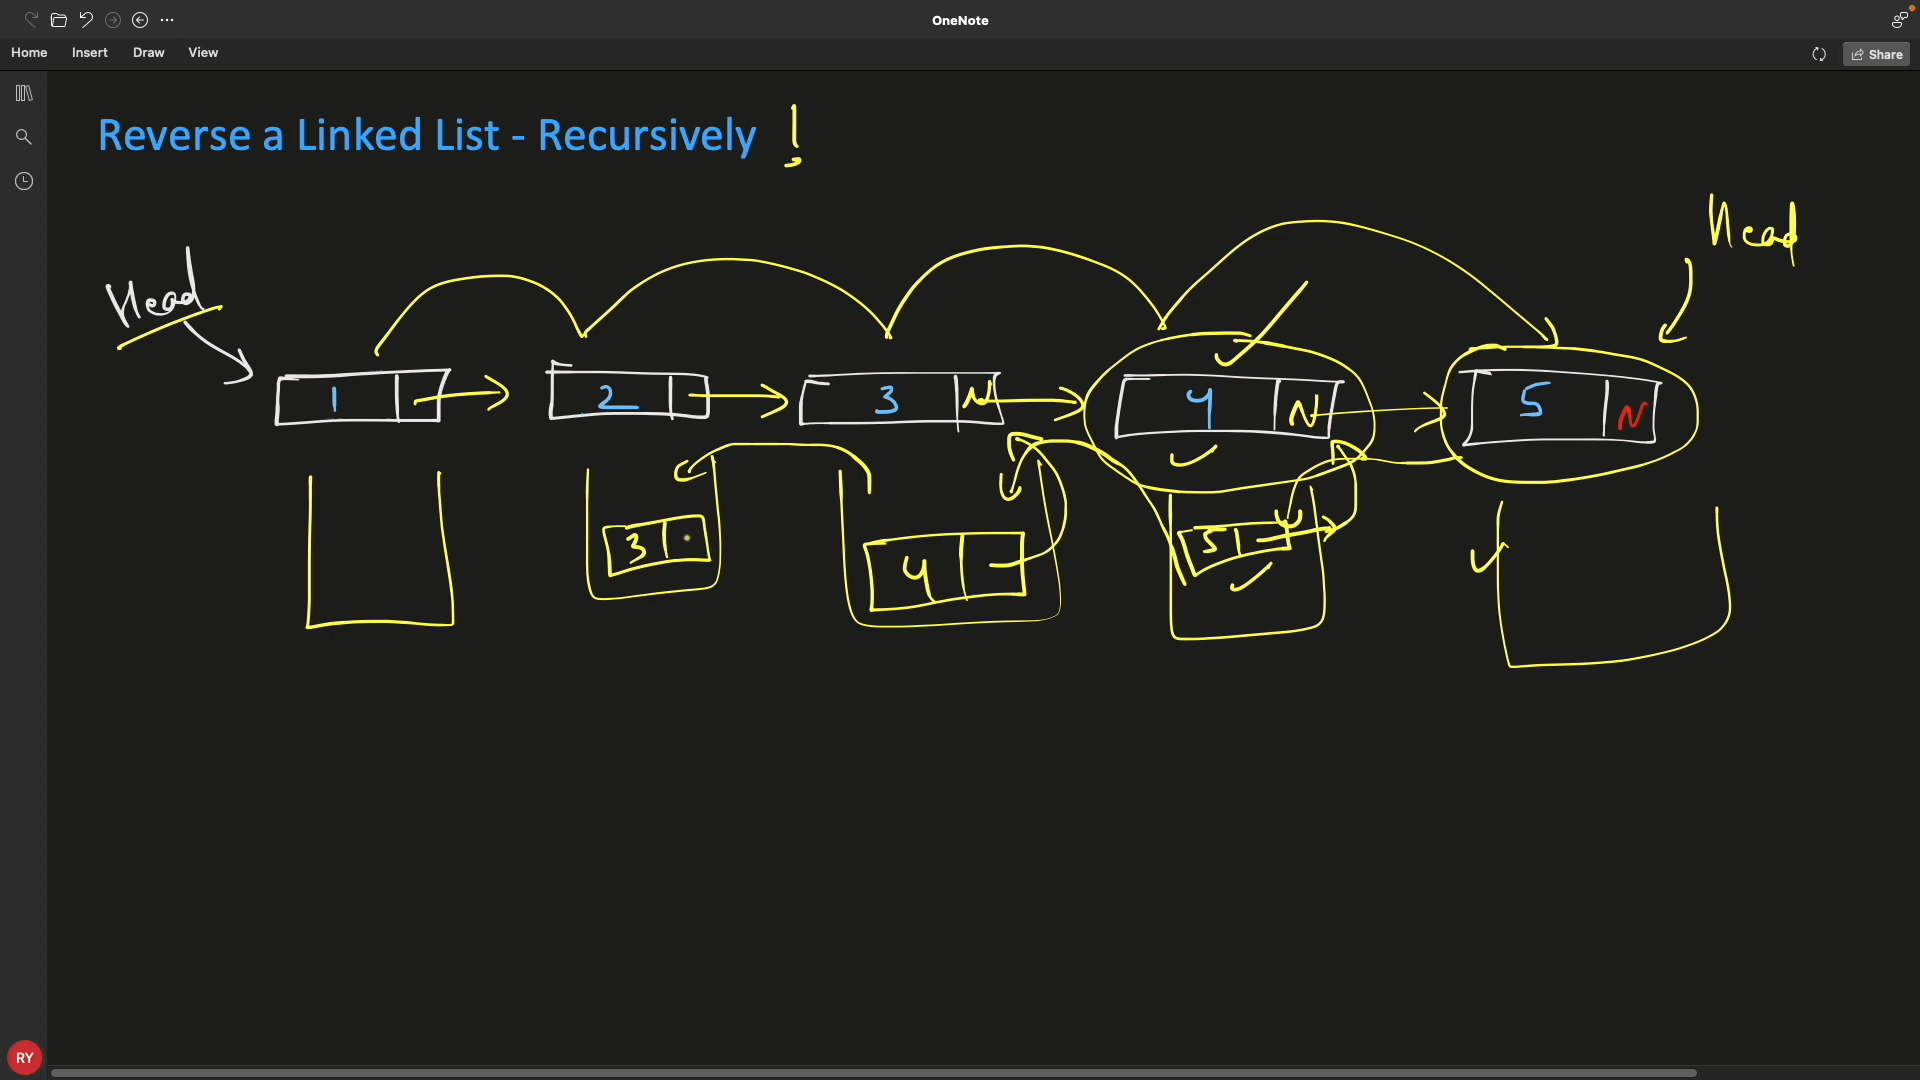 OneNote
Home Insert Draw View
Share
Reverse a Linked List - Recursively !
Head
Head
1 2 3 N 4 N 5 N
3 4 5
RY